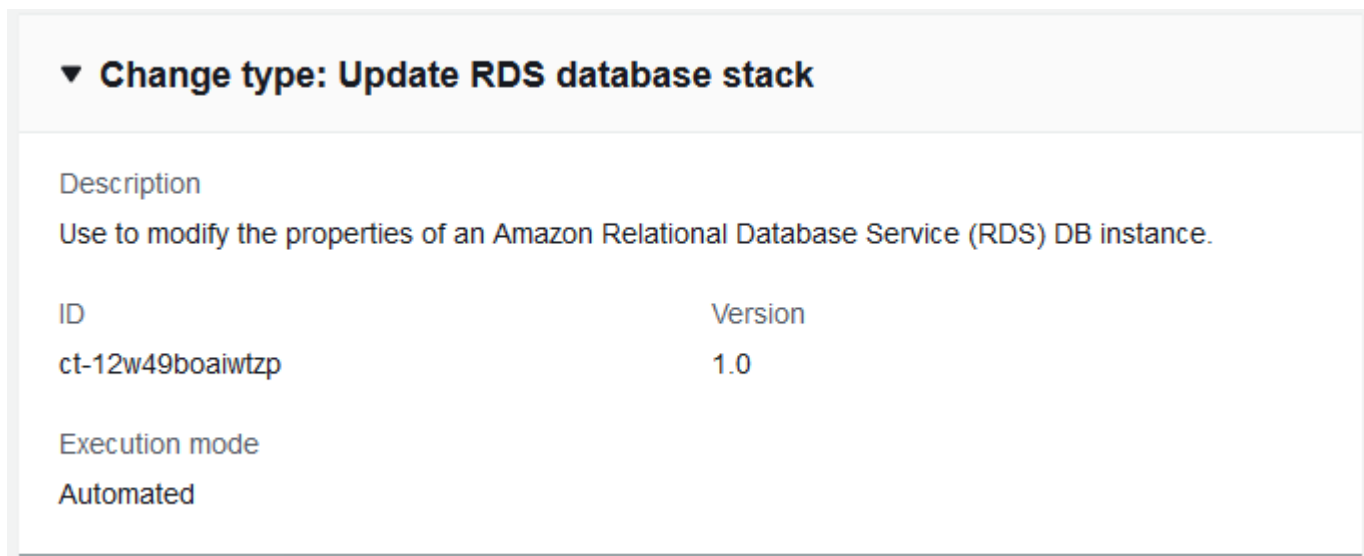 Change type: Update RDS database stack
Description
Use to modify the properties of an Amazon Relational Database Service (RDS) DB instance.
ID
Version
ct-12w49boaiwtzp
1.0
Execution mode
Automated